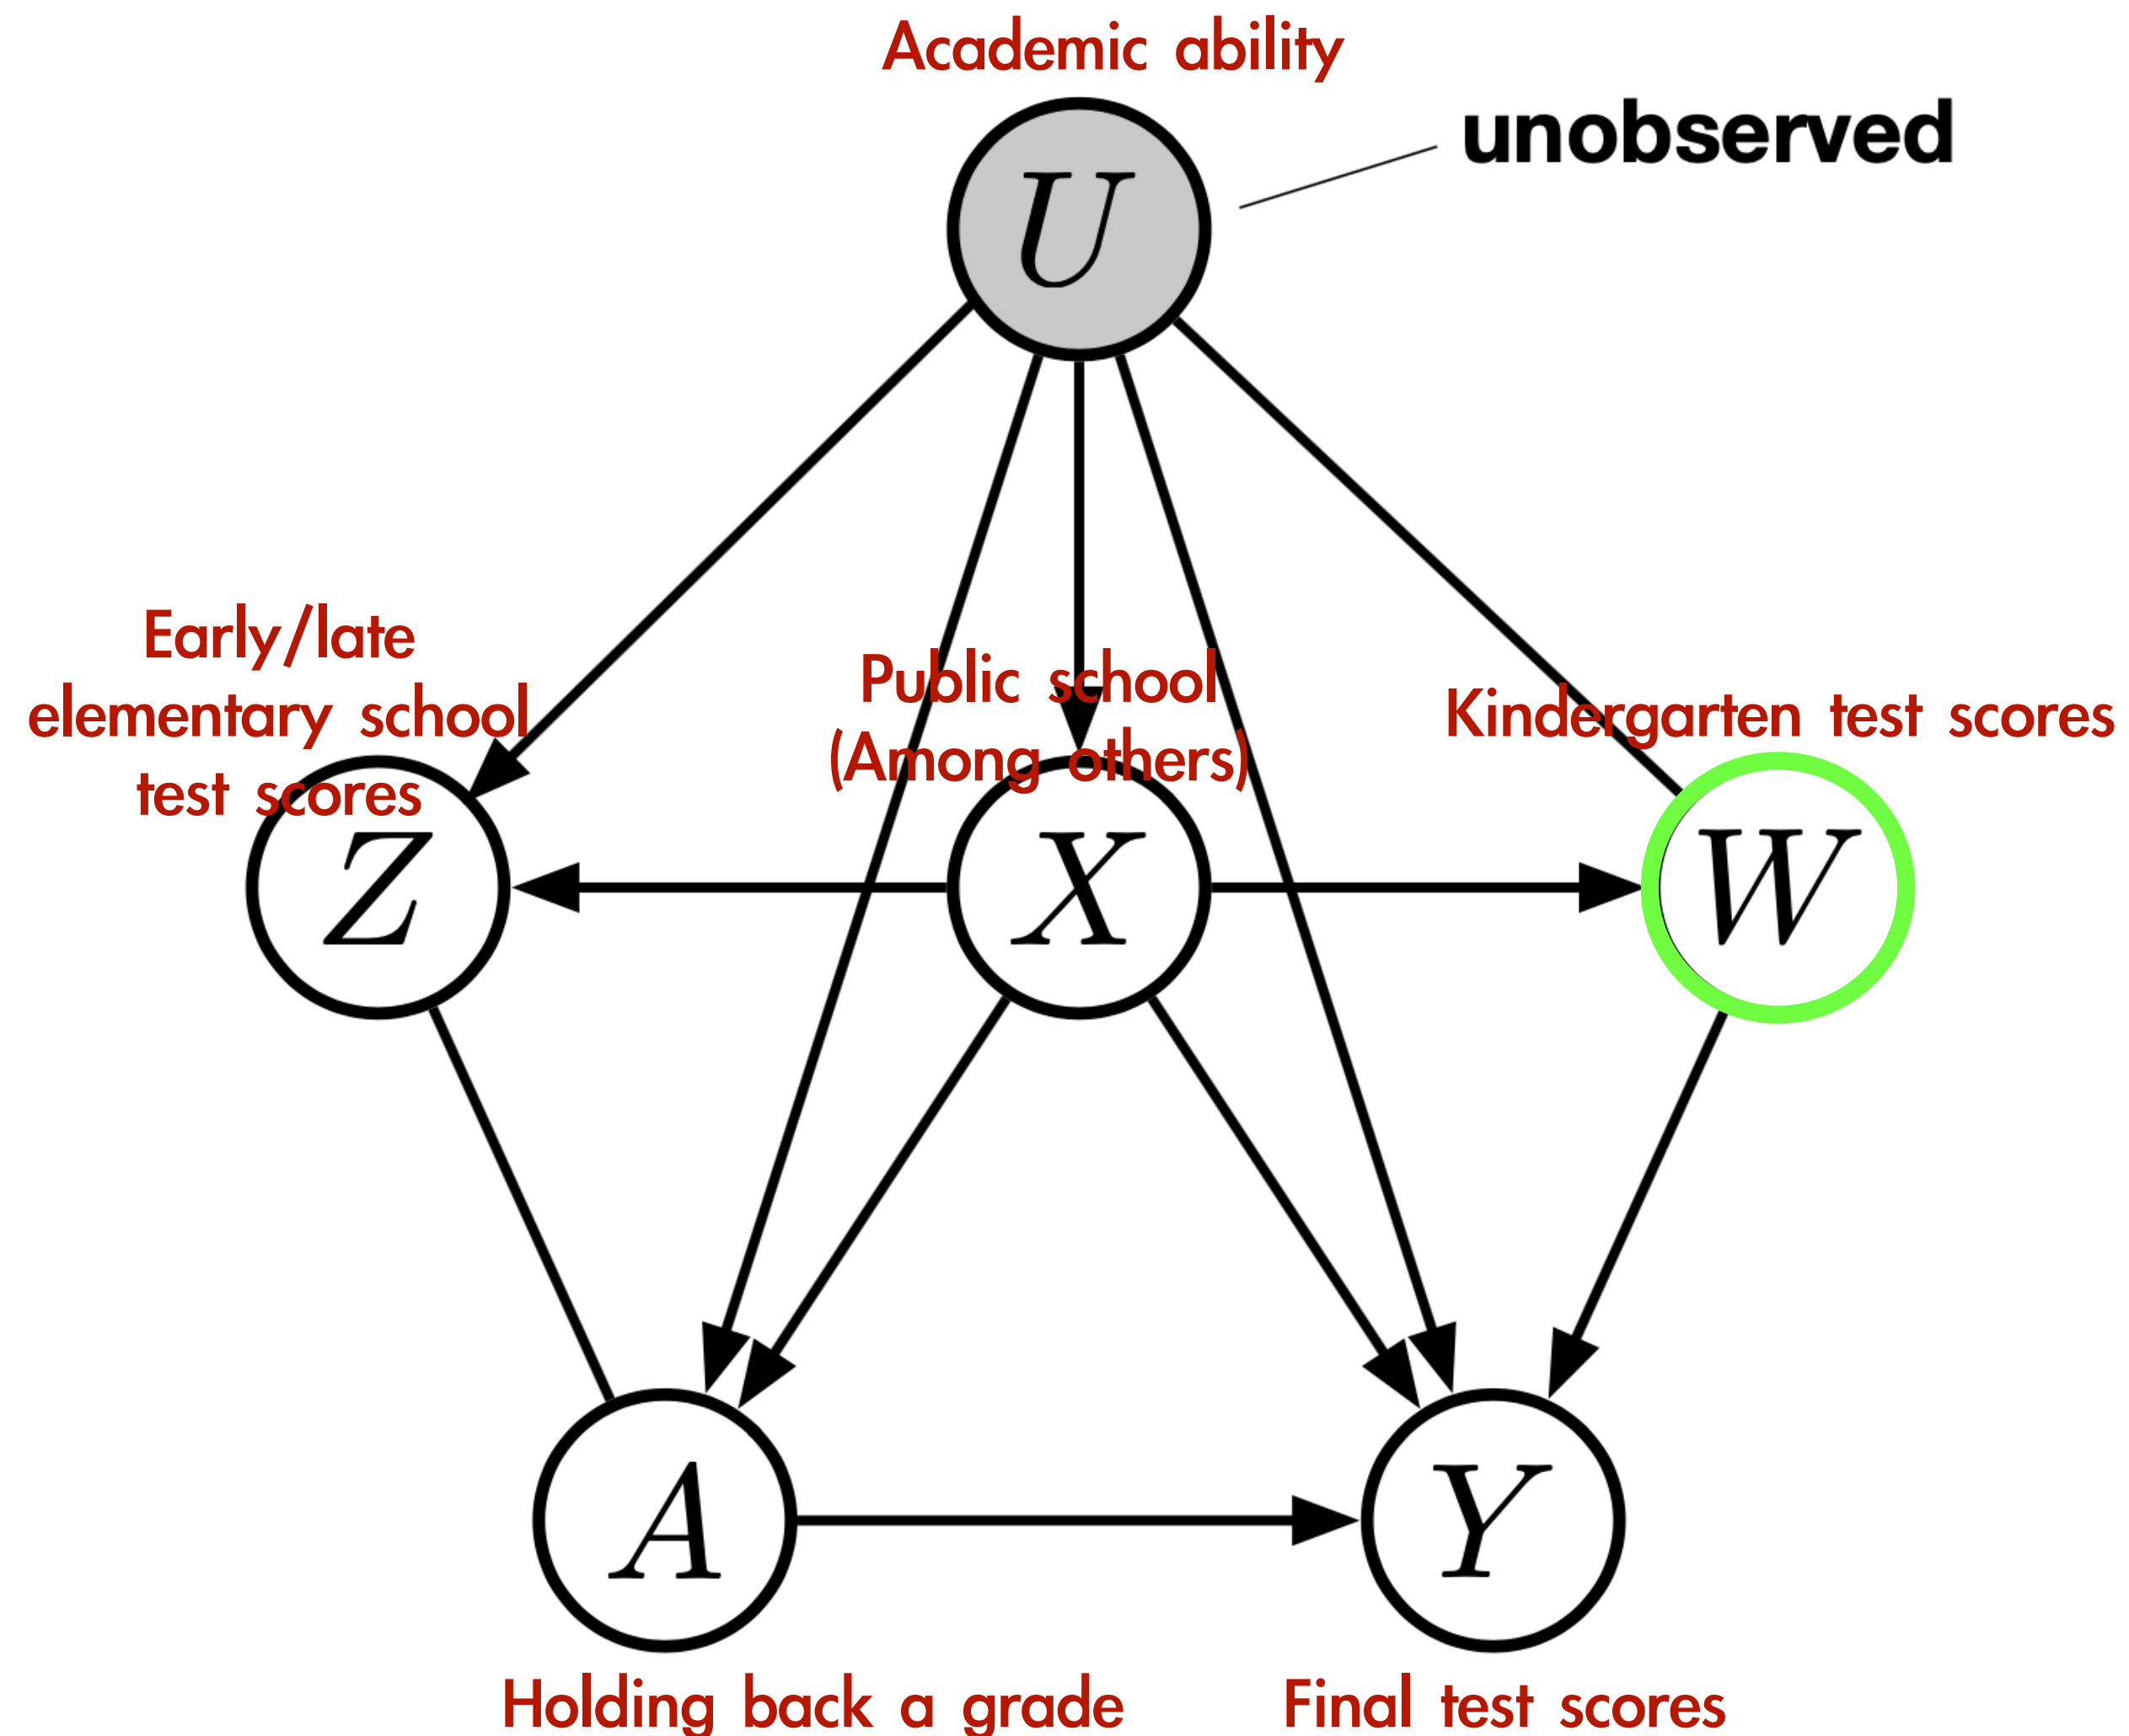 Academic ability
unobserved
U
Early/late
elementary school
test scores
Public school
(Among others)
Kindergarten test scores
Z
X
W
A
Y
Holding back a grade
Final test scores